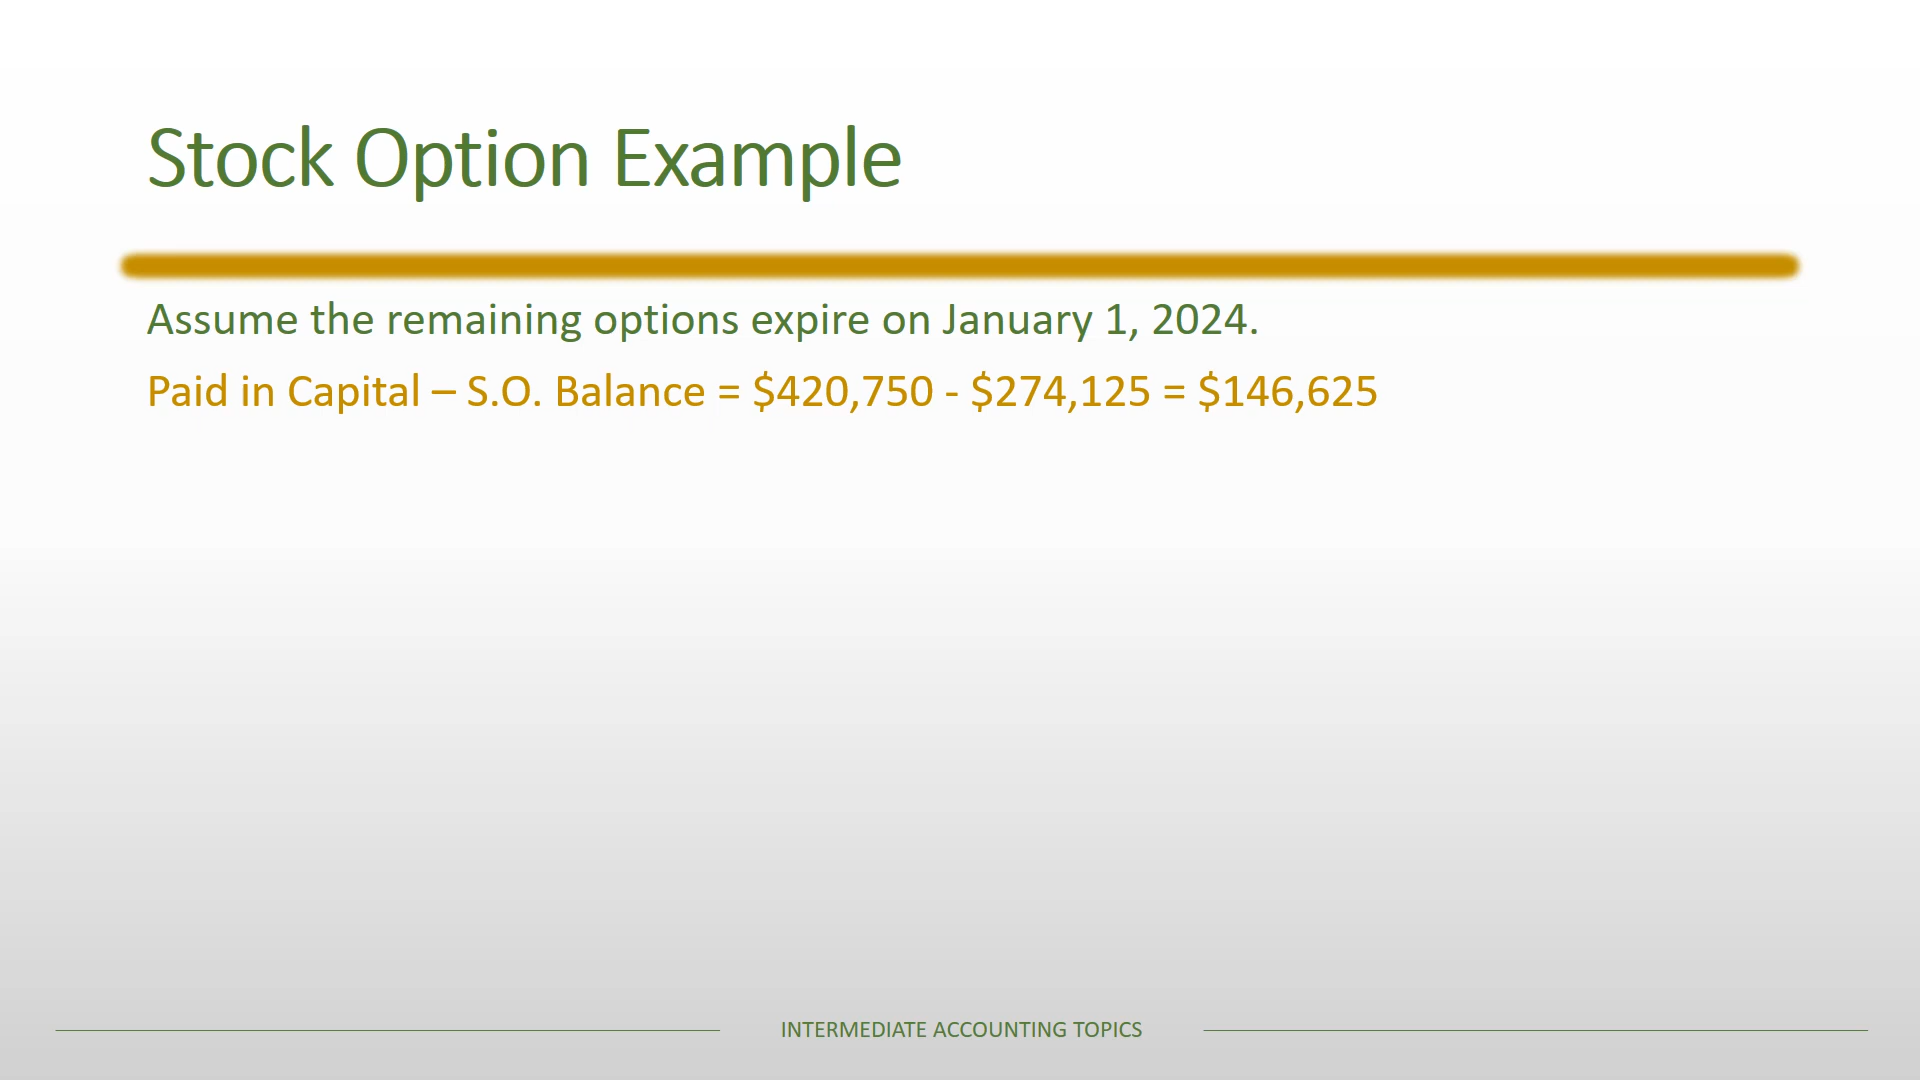 Stock Option Example
Assume the remaining options expire on January 1, 2024.
Paid in Capital – S.O. Balance = $420,750 - $274,125 = $146,625
INTERMEDIATE ACCOUNTING TOPICS